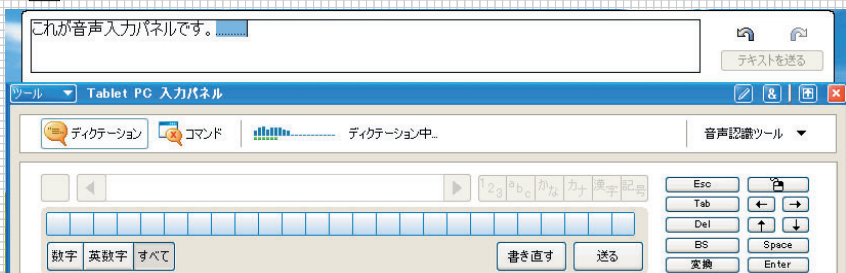 これが音声入力パネルです。.........
テキストを送る
ツール Tablet PC 入力パネル
ディクテーション コマンド ディクテーション中... 音声認識ツール
123 abc かな カナ 漢字 記号
Esc
Tab ← →
Del ↑ ↓
BS Space
変換 Enter
数字 英数字 すべて 書き直す 送る